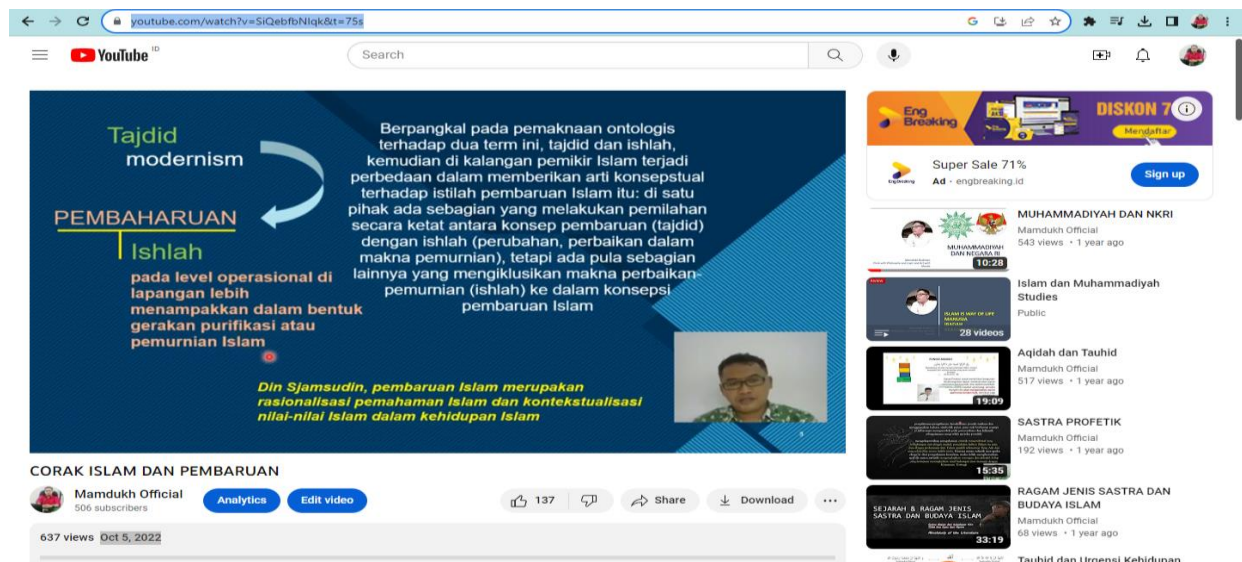 youtube.com/watch?v=SiQebfbNIqk&t=75s
YouTube ID
Search
Tajdid
modernism
PEMBAHARUAN
Ishlah
pada level operasional di
lapangan lebih
menampakkan dalam bentuk
gerakan purifikasi atau
pemurnian Islam
Berpangkal pada pemaknaan ontologis
terhadap dua term ini, tajdid dan ishlah,
kemudian di kalangan pemikir Islam terjadi
perbedaan dalam memberikan arti konsepstual
terhadap istilah pembaruan Islam itu: di satu
pihak ada sebagian yang melakukan pemilahan
secara ketat antara konsep pembaruan (tajdid)
dengan ishlah (perubahan, perbaikan dalam
makna pemurnian), tetapi ada pula sebagian
lainnya yang mengiklusikan makna perbaikan-
pemurnian (ishlah) ke dalam konsepsi
pembaruan Islam
Din Sjamsudin, pembaruan Islam merupakan
rasionalisasi pemahaman Islam dan kontekstualisasi
nilai-nilai Islam dalam kehidupan Islam
CORAK ISLAM DAN PEMBARUAN
Mamdukh Official
506 subscribers
Analytics
Edit video
137
Share
Download
637 views Oct 5, 2022
Eng
Breaking
DISKON 7
Mendaftar
Super Sale 71%
Ad · engbreaking.id
Sign up
MUHAMMADIYAH
DAN NEGARA RI
10:28
MUHAMMADIYAH DAN NKRI
Mamdukh Official
543 views • 1 year ago
28 videos
Islam dan Muhammadiyah
Studies
Public
19:09
Aqidah dan Tauhid
Mamdukh Official
517 views • 1 year ago
15:35
SASTRA PROFETIK
Mamdukh Official
192 views • 1 year ago
SEJARAH & RAGAM JENIS
SASTRA DAN BUDAYA ISLAM
33:19
RAGAM JENIS SASTRA DAN
BUDAYA ISLAM
Mamdukh Official
68 views • 1 year ago
Tauhid dan Urgensi Kehidupan